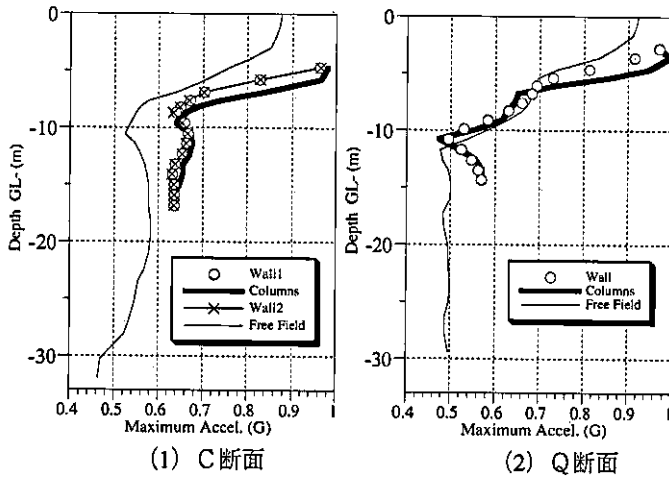 0
-10
-20
-30
Depth GL- (m)
Wall1
Columns
Wall2
Free Field
0.4 0.5 0.6 0.7 0.8 0.9 1
Maximum Accel. (G)
(1) C断面
0
-10
-20
-30
Depth GL- (m)
Wall
Columns
Free Field
0.4 0.5 0.6 0.7 0.8 0.9 1
Maximum Accel. (G)
(2) Q断面